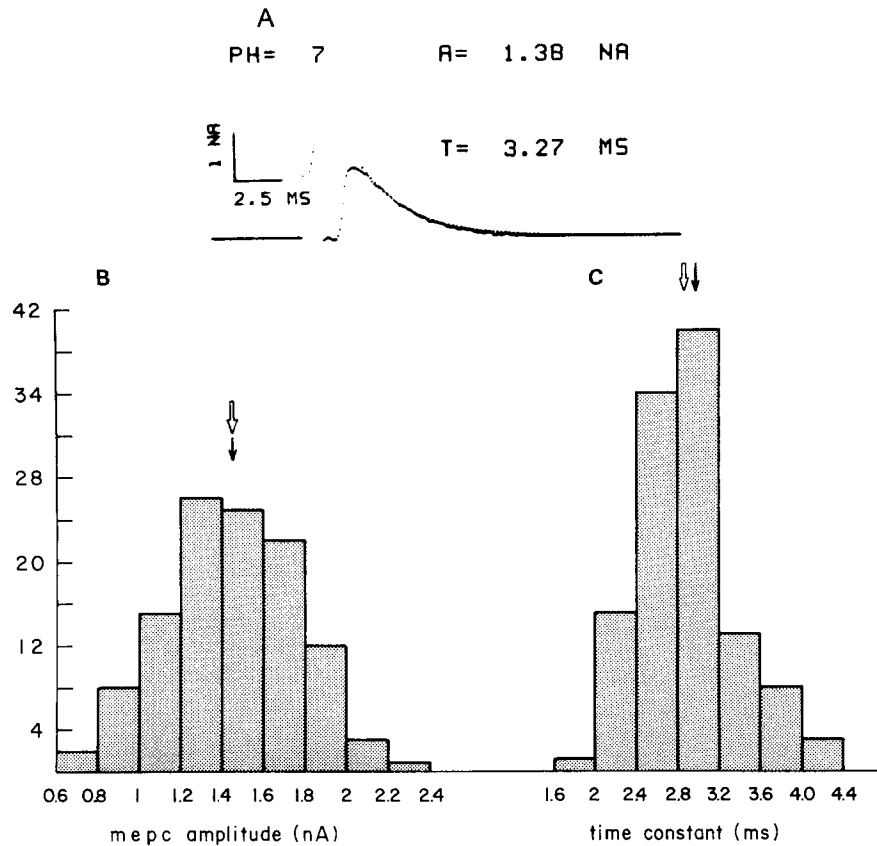 A
PH= 7 A= 1.38 NA
T= 3.27 MS
1 NA
2.5 MS
B C
42
34
28
20
12
4
0.6 0.8 1 1.2 1.4 1.6 1.8 2 2.2 2.4 1.6 2 2.4 2.8 3.2 3.6 4.0 4.4
mepc amplitude (nA) time constant (ms)